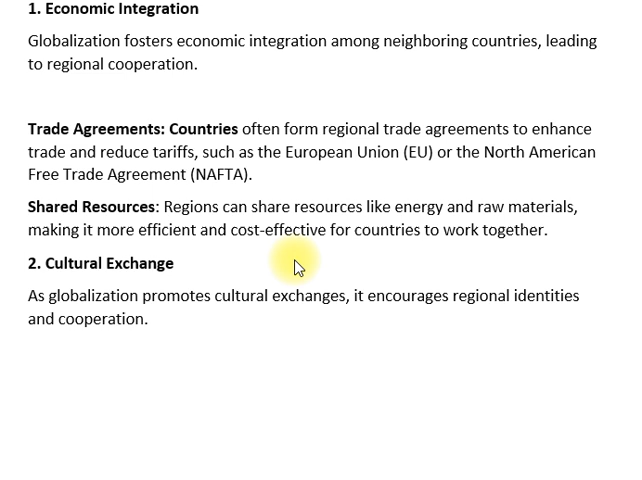 1. Economic Integration
Globalization fosters economic integration among neighboring countries, leading
to regional cooperation.
Trade Agreements: Countries often form regional trade agreements to enhance
trade and reduce tariffs, such as the European Union (EU) or the North American
Free Trade Agreement (NAFTA).
Shared Resources: Regions can share resources like energy and raw materials,
making it more efficient and cost-effective for countries to work together.
2. Cultural Exchange
As globalization promotes cultural exchanges, it encourages regional identities
and cooperation.